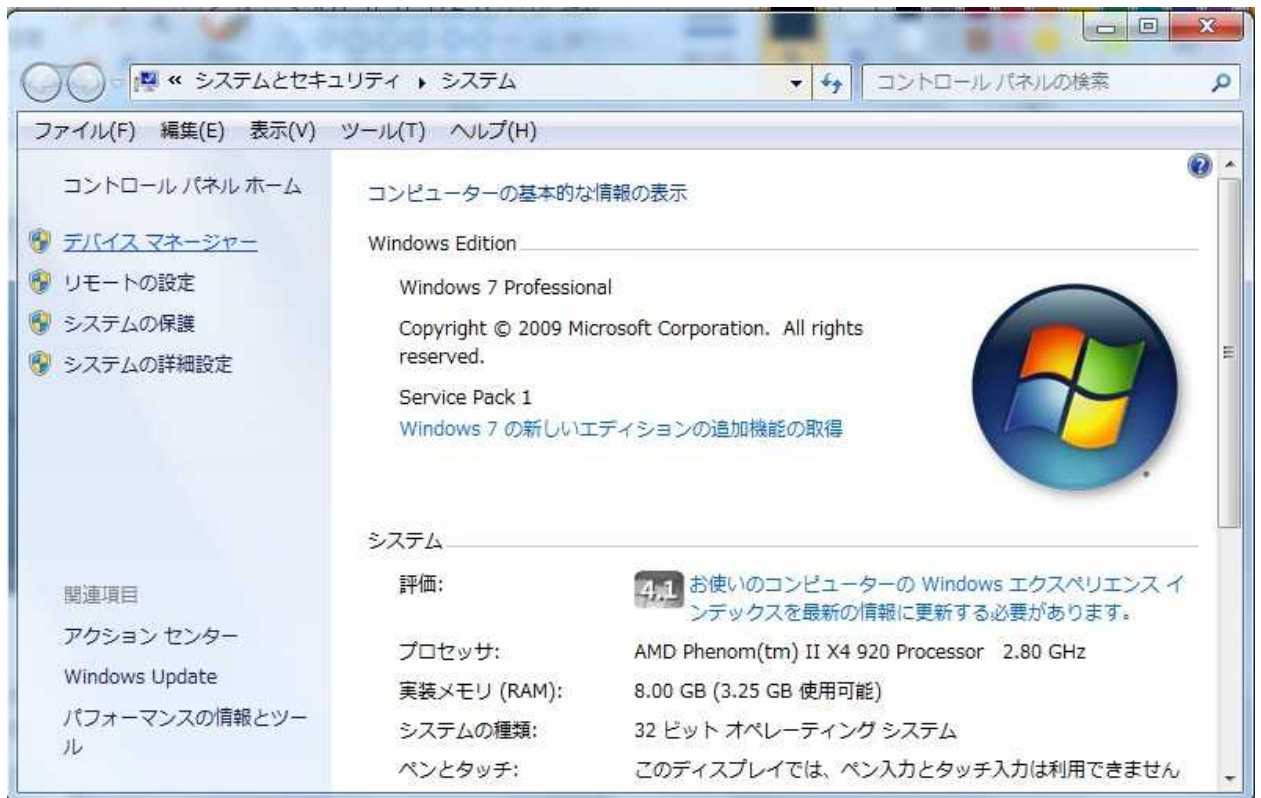 « システムとセキュリティ ▸ システム
コントロール パネルの検索
ファイル(F) 編集(E) 表示(V) ツール(T) ヘルプ(H)
コントロール パネル ホーム
デバイス マネージャー
リモートの設定
システムの保護
システムの詳細設定
関連項目
アクション センター
Windows Update
パフォーマンスの情報とツー
ル
コンピューターの基本的な情報の表示
Windows Edition
Windows 7 Professional
Copyright © 2009 Microsoft Corporation. All rights
reserved.
Service Pack 1
Windows 7 の新しいエディションの追加機能の取得
システム
評価:
4.1 お使いのコンピューターの Windows エクスペリエンス イ
ンデックスを最新の情報に更新する必要があります。
プロセッサ: AMD Phenom(tm) II X4 920 Processor 2.80 GHz
実装メモリ (RAM): 8.00 GB (3.25 GB 使用可能)
システムの種類: 32 ビット オペレーティング システム
ペンとタッチ: このディスプレイでは、ペン入力とタッチ入力は利用できません